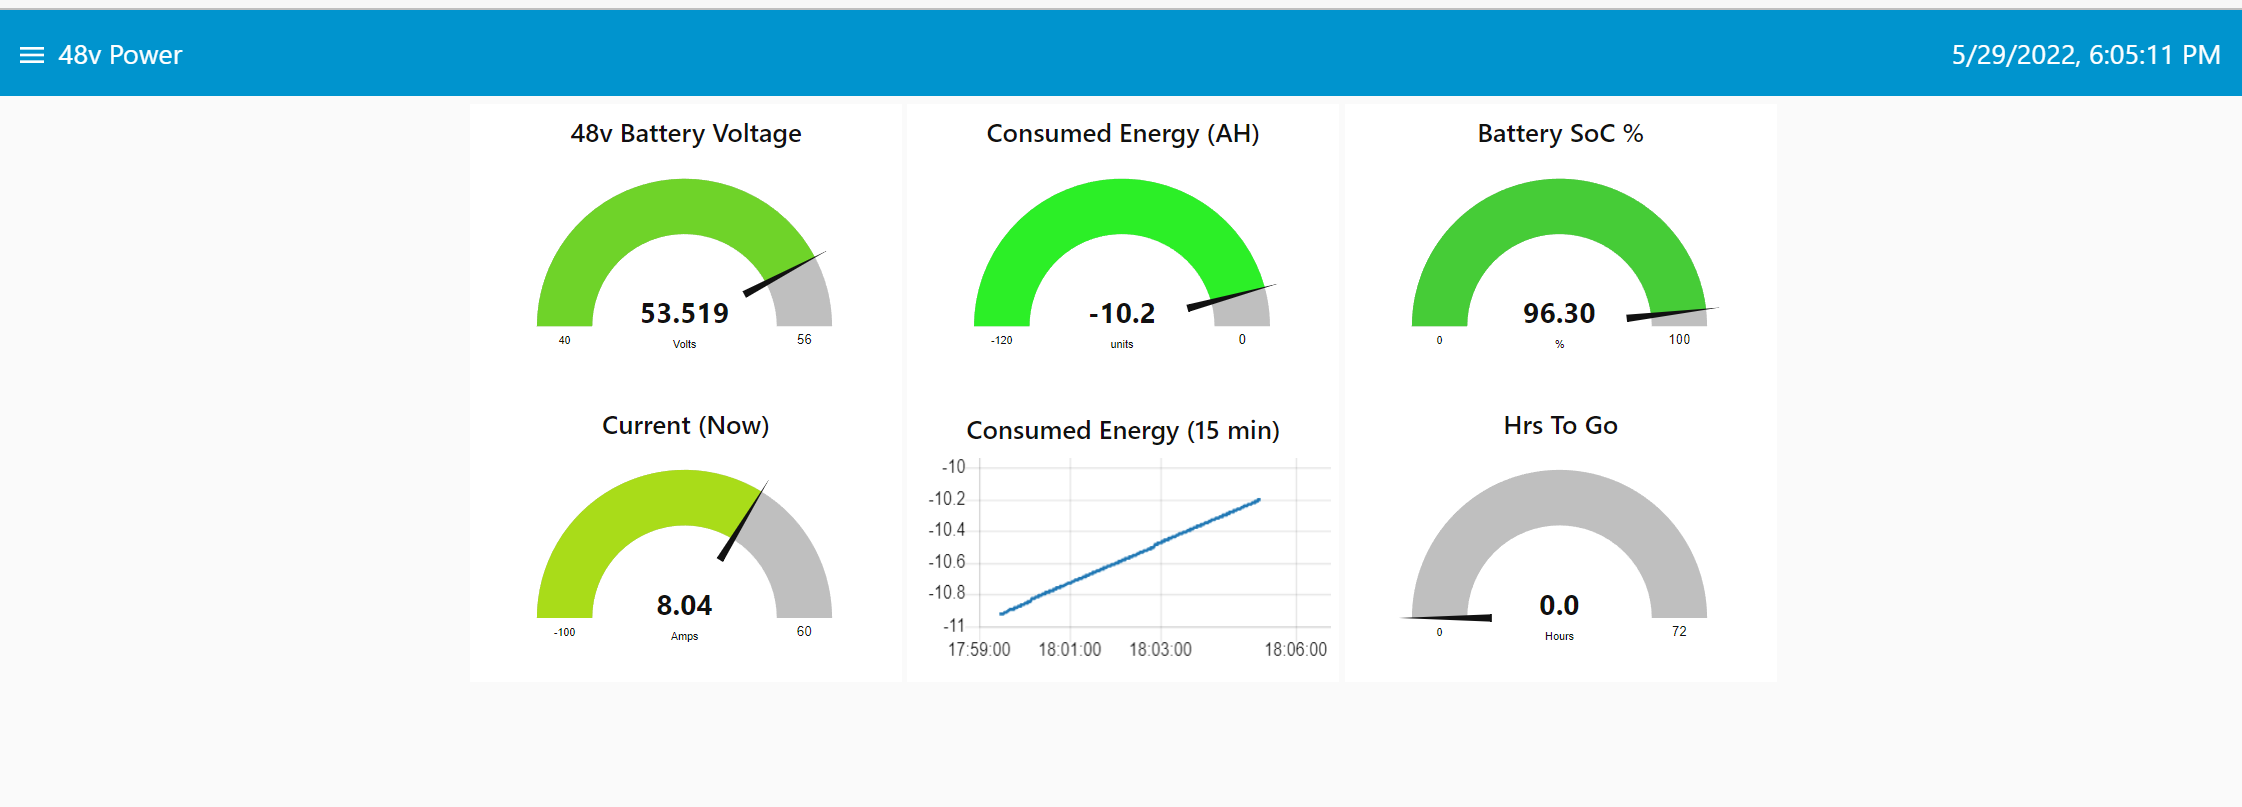 48v Power
5/29/2022, 6:05:11 PM
48v Battery Voltage
53.519
40
Volts
56
Consumed Energy (AH)
-10.2
-120
units
0
Battery SoC %
96.30
0
%
100
Current (Now)
8.04
-100
Amps
60
Consumed Energy (15 min)
-10
-10.2
-10.4
-10.6
-10.8
-11
17:59:00 18:01:00 18:03:00 18:06:00
Hrs To Go
0.0
0
Hours
72